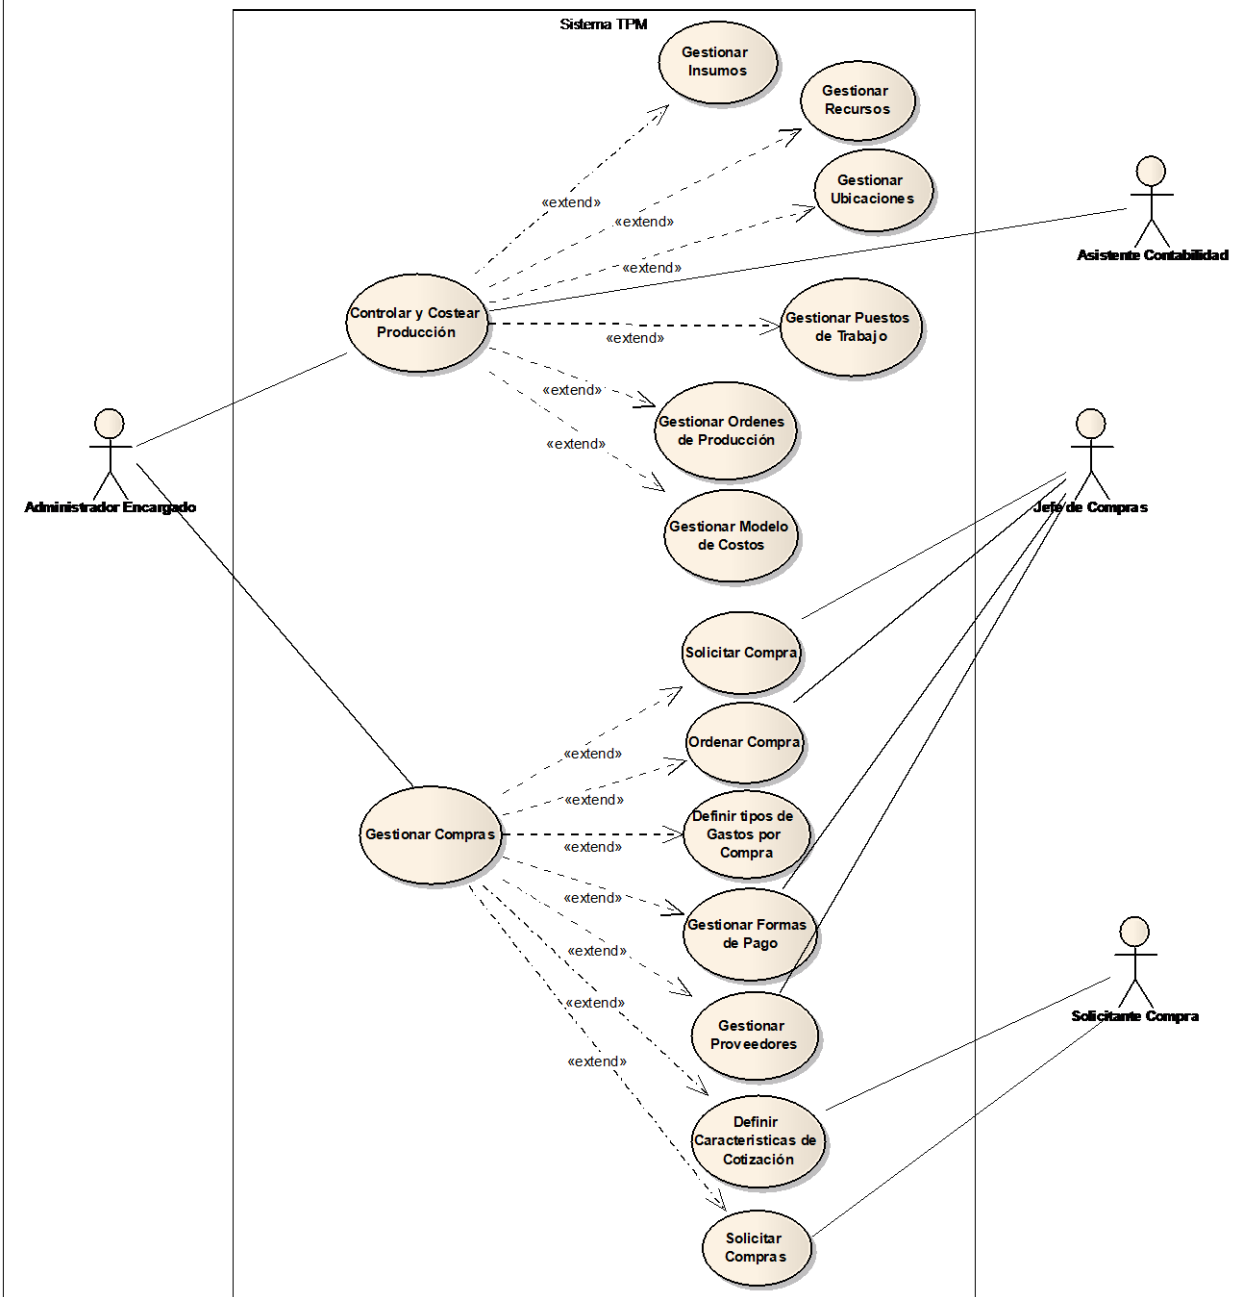 Sistema TPM
Gestionar
Insumos
Gestionar
Recursos
Gestionar
Ubicaciones
«extend»
«extend»
«extend»
Asistente Contabilidad
Controlar y Costear
Producción
Gestionar Puestos
de Trabajo
«extend»
«extend»
Gestionar Ordenes
de Producción
«extend»
Administrador Encargado
Jefe de Compras
Gestionar Modelo
de Costos
Solicitar Compra
«extend»
Ordenar Compra
«extend»
Gestionar Compras
Definir tipos de
Gastos por
Compra
«extend»
«extend»
Gestionar Formas
de Pago
«extend»
«extend»
Gestionar
Proveedores
«extend»
Solicitante Compra
Definir
Caracteristicas de
Cotización
Solicitar
Compras